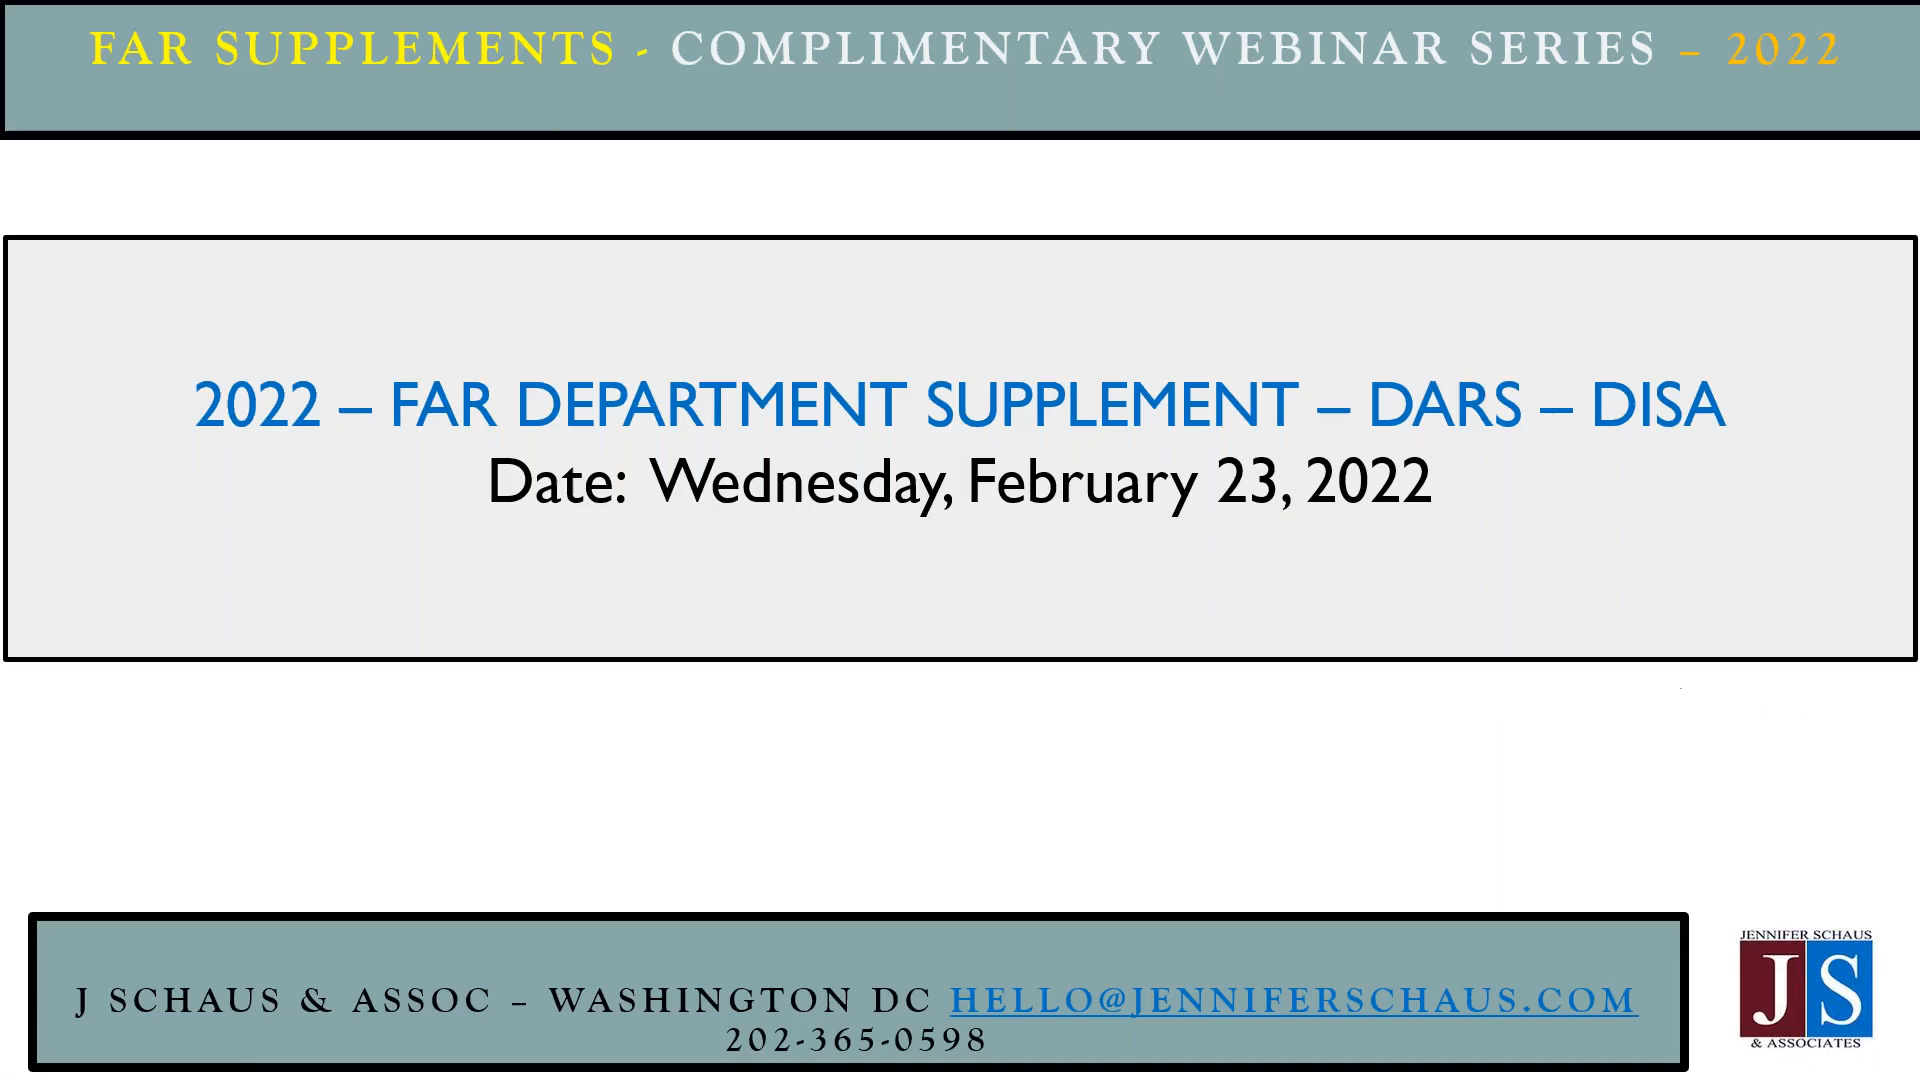 FAR SUPPLEMENTS - COMPLIMENTARY WEBINAR SERIES – 2022
2022 – FAR DEPARTMENT SUPPLEMENT – DARS – DISA
Date: Wednesday, February 23, 2022
J SCHAUS & ASSOC – WASHINGTON DC HELLO@JENNIFERSCHAUS.COM
202-365-0598
JENNIFER SCHAUS
JS
& ASSOCIATES